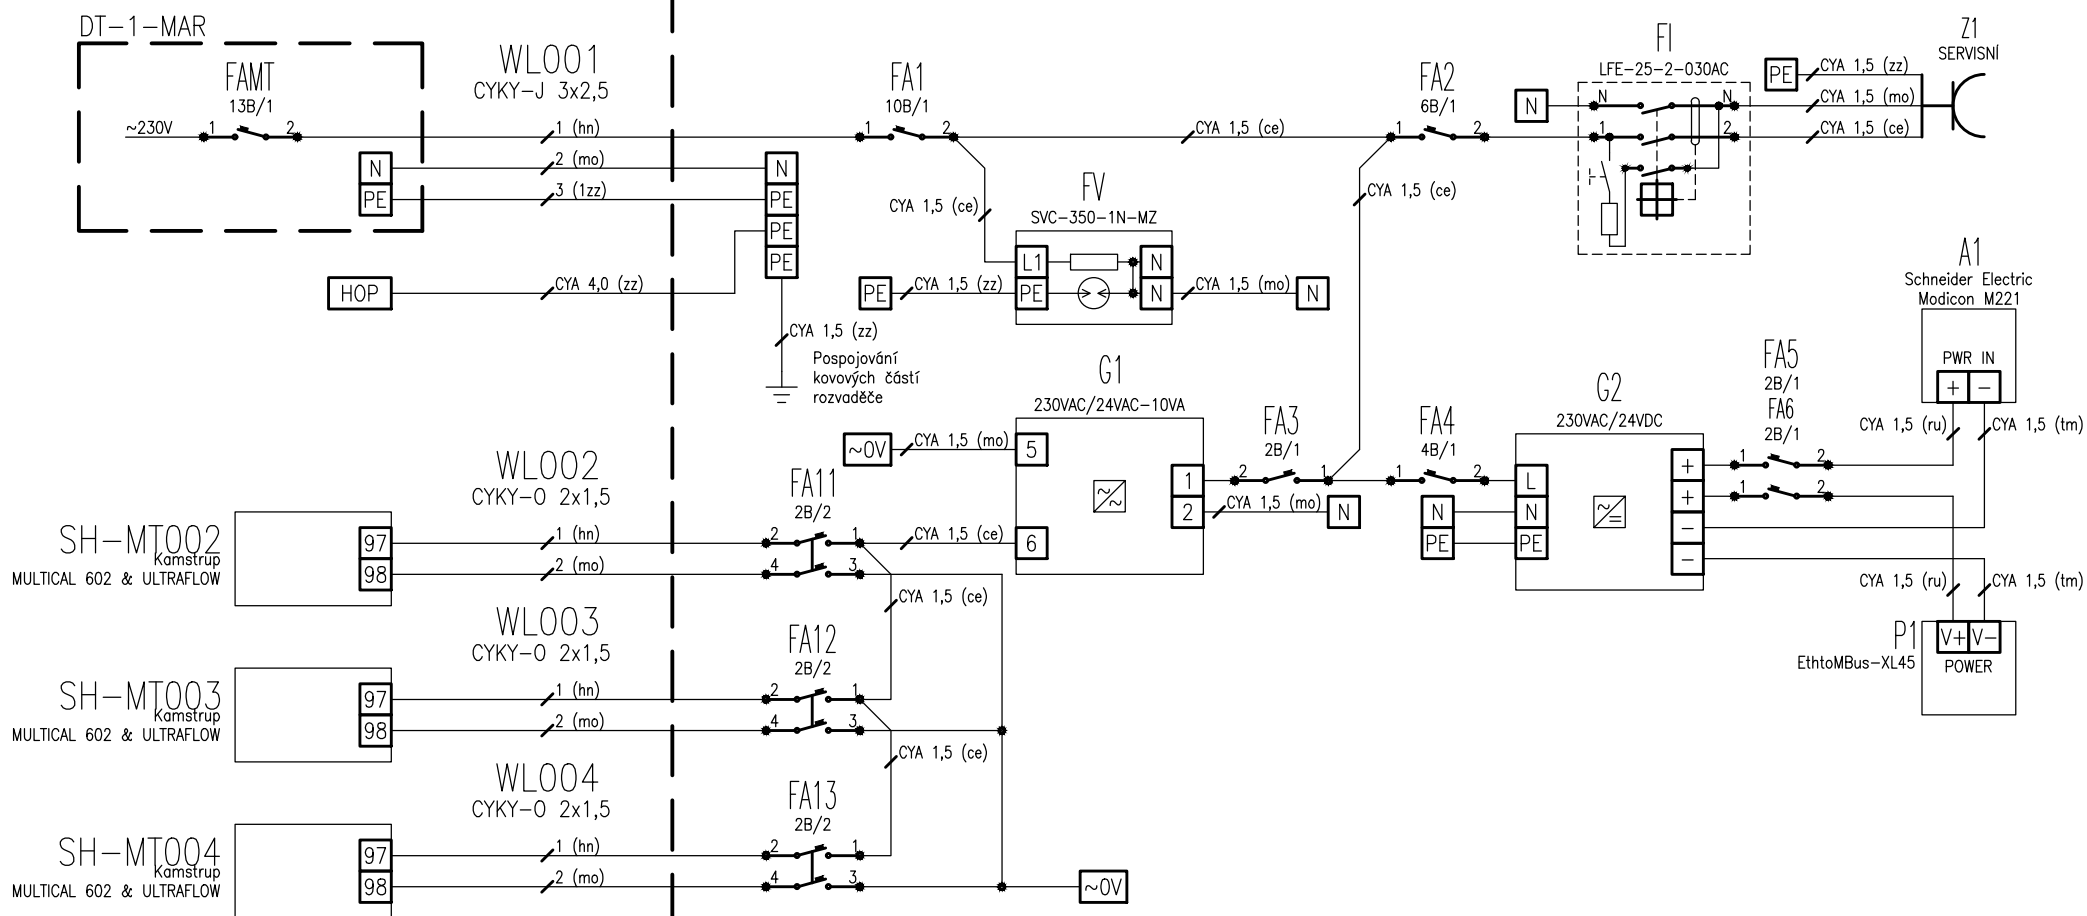 DT-1-MAR
FAMT
13B/1
~230V
1
2
N
PE
WL001
CYKY-J 3x2,5
1 (hn)
2 (mo)
3 (1zz)
HOP
CYA 4,0 (zz)
N
PE
PE
PE
CYA 1,5 (zz)
Pospojování
kovových částí
rozvaděče
FA1
10B/1
1
2
CYA 1,5 (ce)
CYA 1,5 (ce)
FV
SVC-350-1N-MZ
L1
N
PE
N
PE
CYA 1,5 (zz)
CYA 1,5 (mo)
N
FA2
6B/1
1
2
CYA 1,5 (ce)
FI
LFE-25-2-030AC
N
N
N
1
2
Z1
SERVISNÍ
PE
CYA 1,5 (zz)
CYA 1,5 (mo)
CYA 1,5 (ce)
G1
230VAC/24VAC-10VA
~0V
CYA 1,5 (mo)
5
6
1
2
FA3
2B/1
2
1
CYA 1,5 (mo)
N
FA4
4B/1
1
2
N
PE
G2
230VAC/24VDC
L
N
PE
+
+
-
-
FA5
2B/1
FA6
2B/1
1
2
1
2
A1
Schneider Electric
Modicon M221
PWR IN
+ -
CYA 1,5 (ru)
CYA 1,5 (tm)
CYA 1,5 (ru)
CYA 1,5 (tm)
P1
EthtoMBus-XL45
V+ V-
POWER
WL002
CYKY-O 2x1,5
SH-MT002
Kamstrup
MULTICAL 602 & ULTRAFLOW
97
98
1 (hn)
2 (mo)
FA11
2B/2
2
1
4
3
CYA 1,5 (ce)
CYA 1,5 (ce)
WL003
CYKY-O 2x1,5
SH-MT003
Kamstrup
MULTICAL 602 & ULTRAFLOW
97
98
1 (hn)
2 (mo)
FA12
2B/2
2
1
4
3
CYA 1,5 (ce)
WL004
CYKY-O 2x1,5
SH-MT004
Kamstrup
MULTICAL 602 & ULTRAFLOW
97
98
1 (hn)
2 (mo)
FA13
2B/2
2
1
4
3
~0V